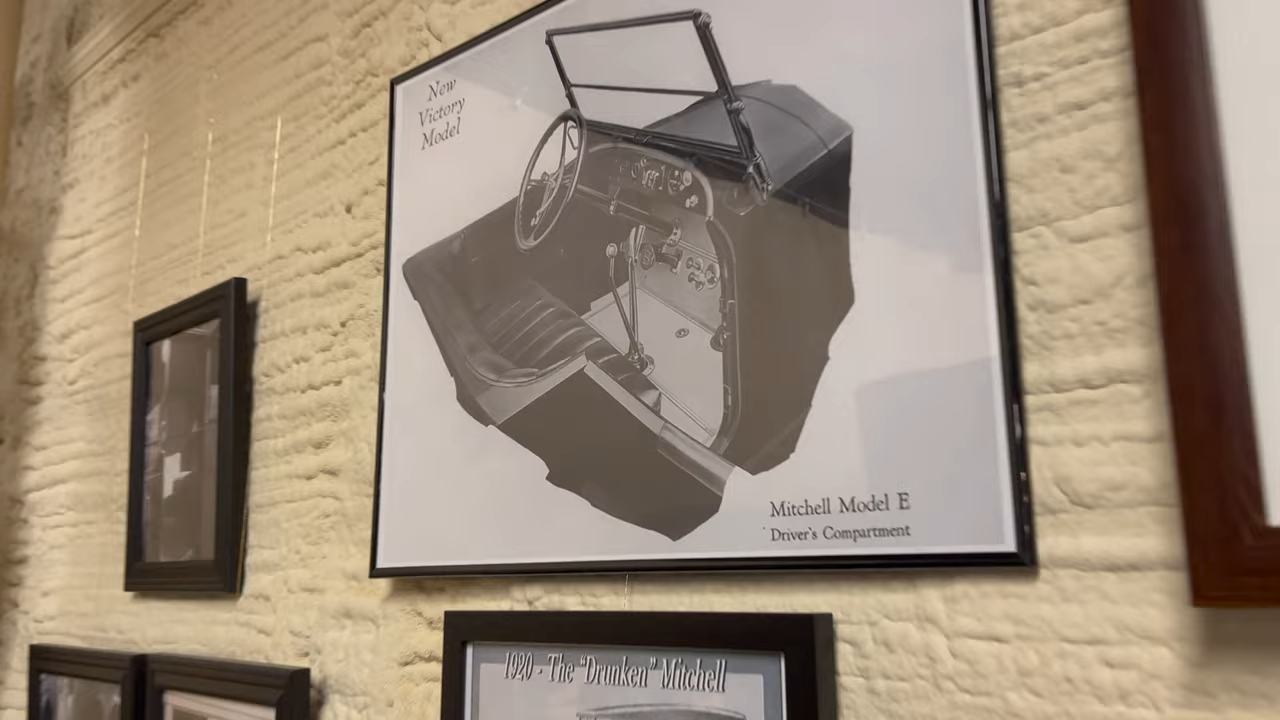 New
Victory
Model
Mitchell Model E
Driver's Compartment
1920 - The "Drunken" Mitchell